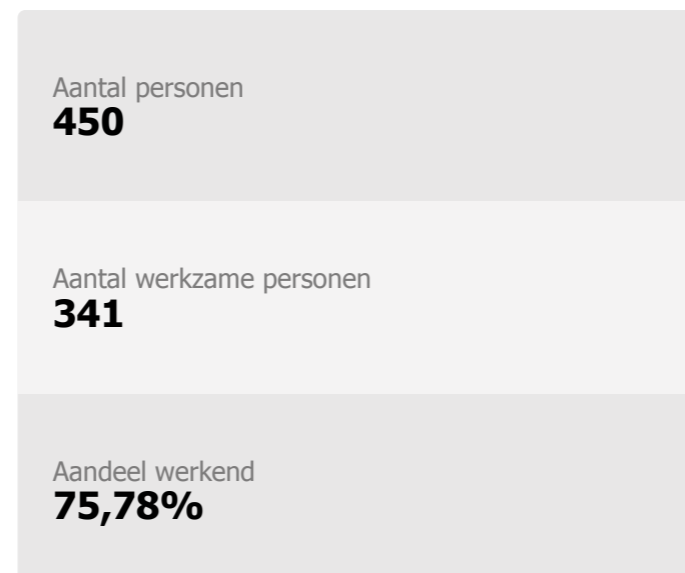 Aantal personen
450
Aantal werkzame personen
341
Aandeel werkend
75,78%